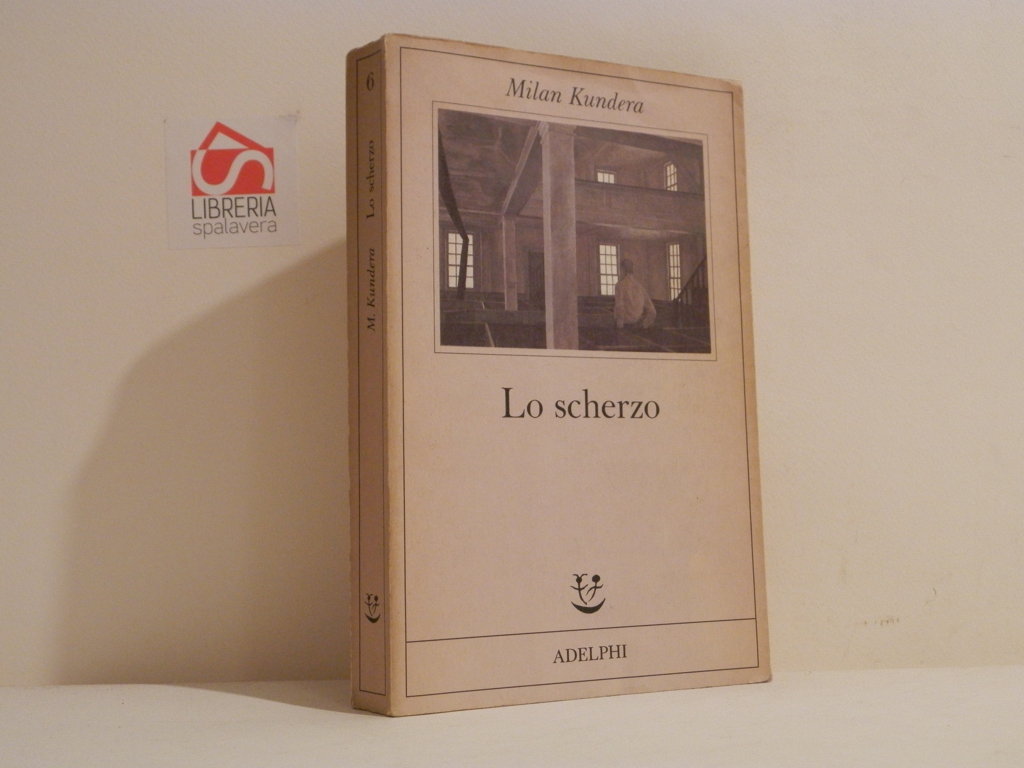 LIBRERIA
spalavera
6
Lo scherzo
M. Kundera
Milan Kundera
Lo scherzo
ADELPHI